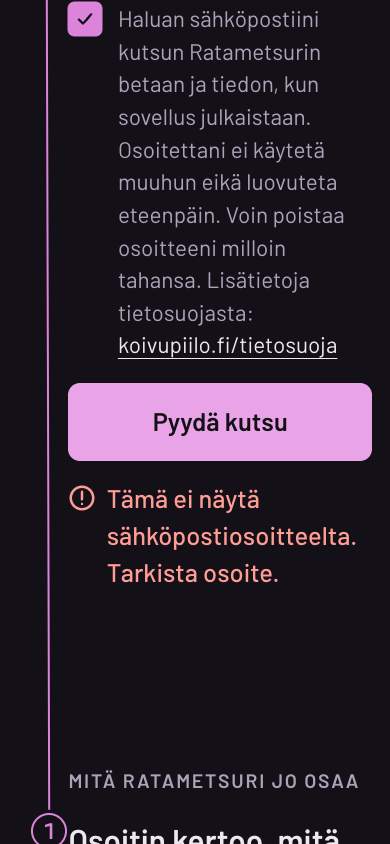 Haluan sähköpostiini
kutsun Ratametsurin
betaan ja tiedon, kun
sovellus julkaistaan.
Osoitettani ei käytetä
muuhun eikä luovuteta
eteenpäin. Voin poistaa
osoitteeni milloin
tahansa. Lisätietoja
tietosuojasta:
koivupiilo.fi/tietosuoja
Pyydä kutsu
Tämä ei näytä
sähköpostiosoitteelta.
Tarkista osoite.
MITÄ RATAMETSURI JO OSAA
1
Osoitin kertoo, mitä